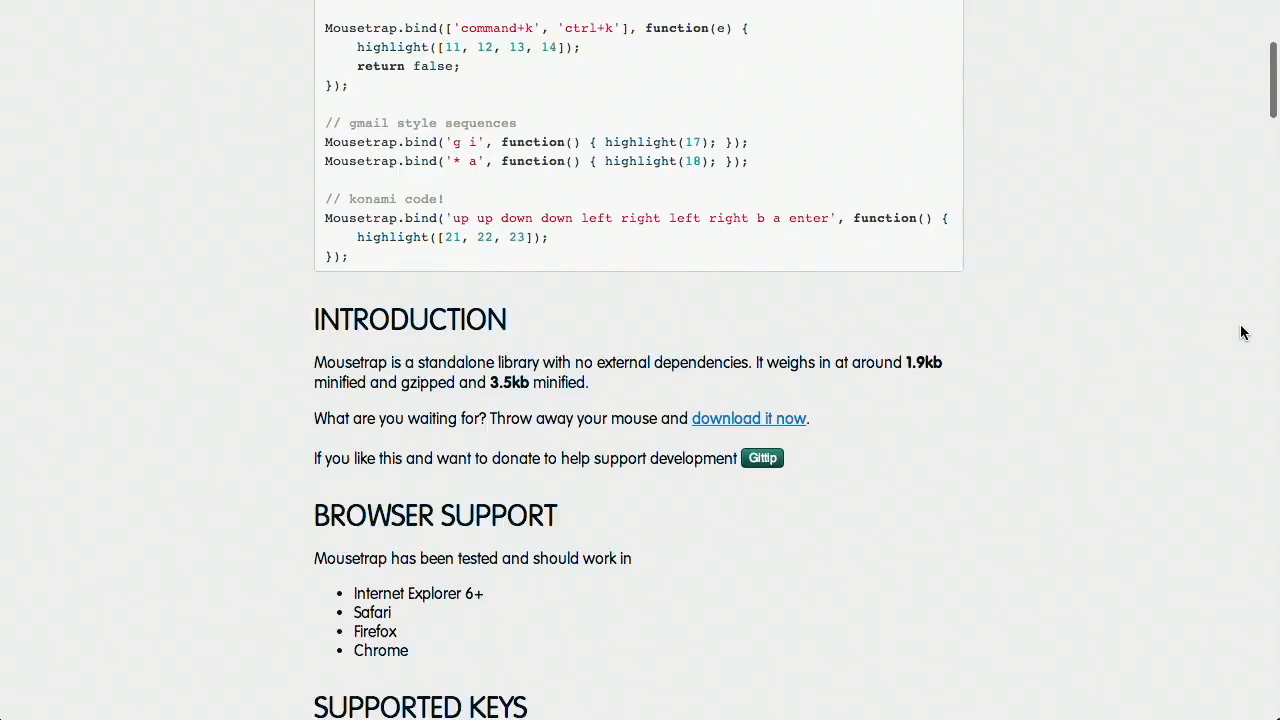 Mousetrap.bind(['command+k', 'ctrl+k'], function(e) {
    highlight([11, 12, 13, 14]);
    return false;
});
// gmail style sequences
Mousetrap.bind('g i', function() { highlight(17); });
Mousetrap.bind('* a', function() { highlight(18); });
// konami code!
Mousetrap.bind('up up down down left right left right b a enter', function() {
    highlight([21, 22, 23]);
});
INTRODUCTION
Mousetrap is a standalone library with no external dependencies. It weighs in at around 1.9kb
minified and gzipped and 3.5kb minified.
What are you waiting for? Throw away your mouse and download it now.
If you like this and want to donate to help support development Gittip
BROWSER SUPPORT
Mousetrap has been tested and should work in
• Internet Explorer 6+
• Safari
• Firefox
• Chrome
SUPPORTED KEYS